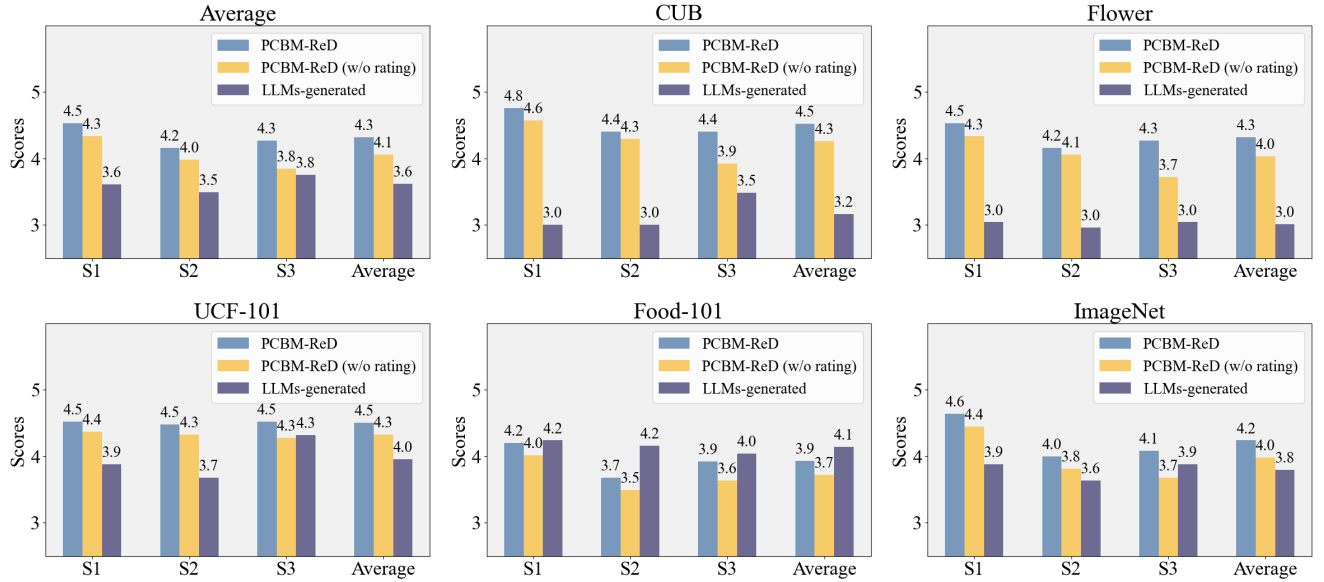 Average
PCBM-ReD
PCBM-ReD (w/o rating)
LLMs-generated
Scores
5
4
3
4.5
4.3
3.6
4.2
4.0
3.5
4.3
3.8
3.8
4.3
4.1
3.6
S1 S2 S3 Average
CUB
PCBM-ReD
PCBM-ReD (w/o rating)
LLMs-generated
Scores
5
4
3
4.8
4.6
3.0
4.4
4.3
3.0
4.4
3.9
3.5
4.5
4.3
3.2
S1 S2 S3 Average
Flower
PCBM-ReD
PCBM-ReD (w/o rating)
LLMs-generated
Scores
5
4
3
4.5
4.3
3.0
4.2
4.1
3.0
4.3
3.7
3.0
4.3
4.0
3.0
S1 S2 S3 Average
UCF-101
PCBM-ReD
PCBM-ReD (w/o rating)
LLMs-generated
Scores
5
4
3
4.5
4.4
3.9
4.5
4.3
3.7
4.5
4.3
4.3
4.5
4.3
4.0
S1 S2 S3 Average
Food-101
PCBM-ReD
PCBM-ReD (w/o rating)
LLMs-generated
Scores
5
4
3
4.2
4.0
4.2
3.7
3.5
4.2
3.9
3.6
4.0
3.9
3.7
4.1
S1 S2 S3 Average
ImageNet
PCBM-ReD
PCBM-ReD (w/o rating)
LLMs-generated
Scores
5
4
3
4.6
4.4
3.9
4.0
3.8
3.6
4.1
3.7
3.9
4.2
4.0
3.8
S1 S2 S3 Average